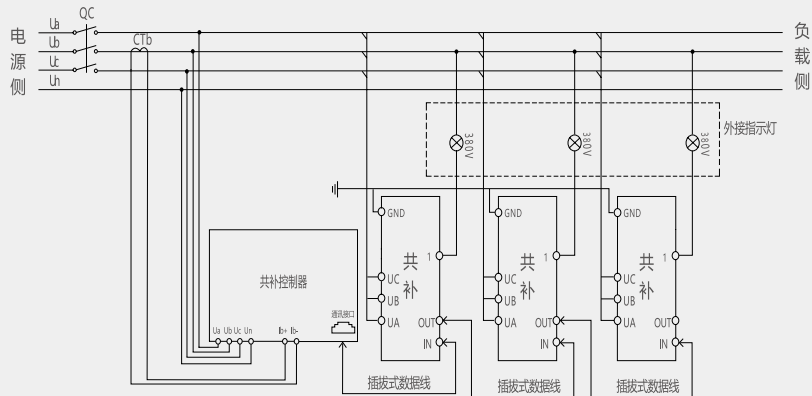 电源侧
Ua
Ub
Uc
Un
QC
CTb
负载侧
外接指示灯
380V
380V
380V
GND
共补
1
UC
UB
UA
OUT
IN
插拔式数据线
GND
共补
1
UC
UB
UA
OUT
IN
插拔式数据线
GND
共补
1
UC
UB
UA
OUT
IN
插拔式数据线
共补控制器
通讯接口
Ua Ub Uc Un Ib+ Ib-